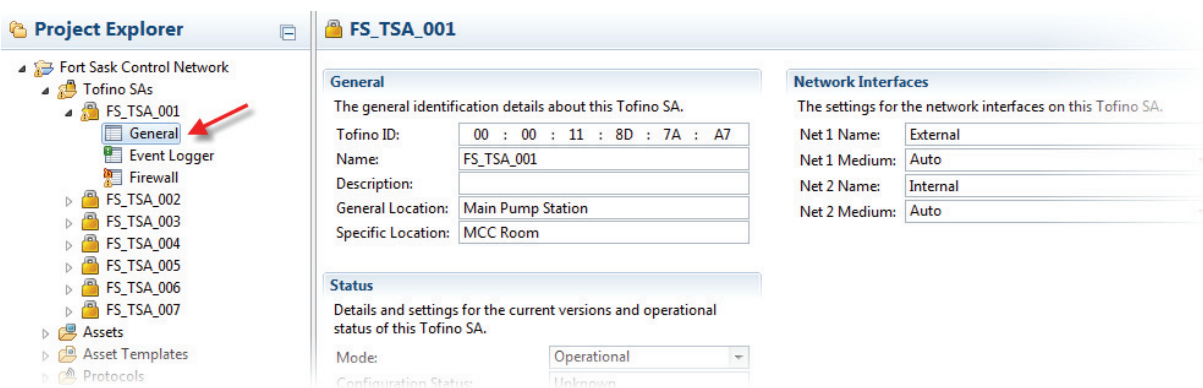 Project Explorer
Fort Sask Control Network
Tofino SAs
FS_TSA_001
General
Event Logger
Firewall
FS_TSA_002
FS_TSA_003
FS_TSA_004
FS_TSA_005
FS_TSA_006
FS_TSA_007
Assets
Asset Templates
Protocols
FS_TSA_001
General
The general identification details about this Tofino SA.
Tofino ID: 00 : 00 : 11 : 8D : 7A : A7
Name: FS_TSA_001
Description:
General Location: Main Pump Station
Specific Location: MCC Room
Status
Details and settings for the current versions and operational
status of this Tofino SA.
Mode: Operational
Configuration Status: Unknown
Network Interfaces
The settings for the network interfaces on this Tofino SA.
Net 1 Name: External
Net 1 Medium: Auto
Net 2 Name: Internal
Net 2 Medium: Auto